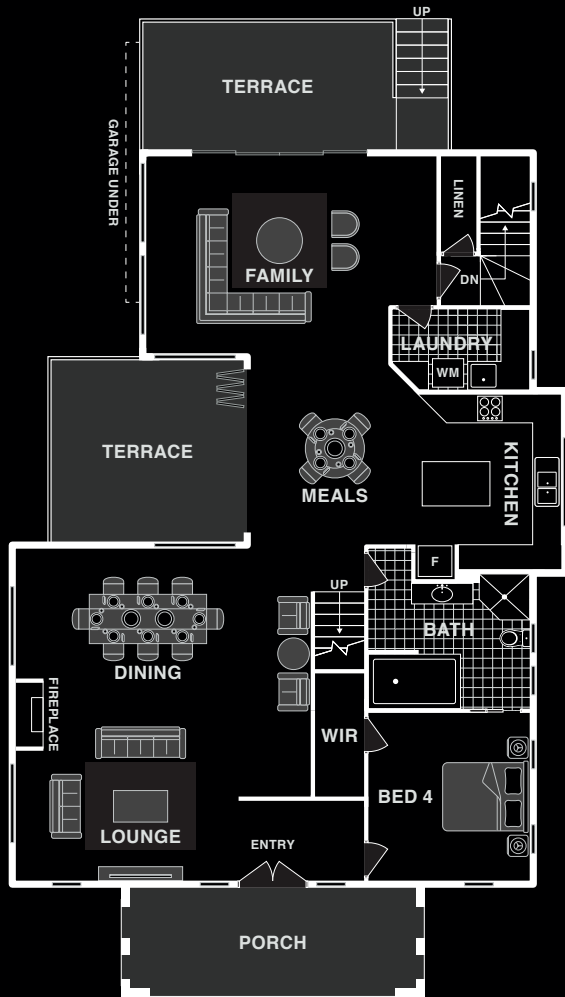 UP
TERRACE
GARAGE UNDER
LINEN
FAMILY
DN
LAUNDRY
WM
TERRACE
KITCHEN
MEALS
F
UP
BATH
DINING
FIREPLACE
WIR
BED 4
LOUNGE
ENTRY
PORCH